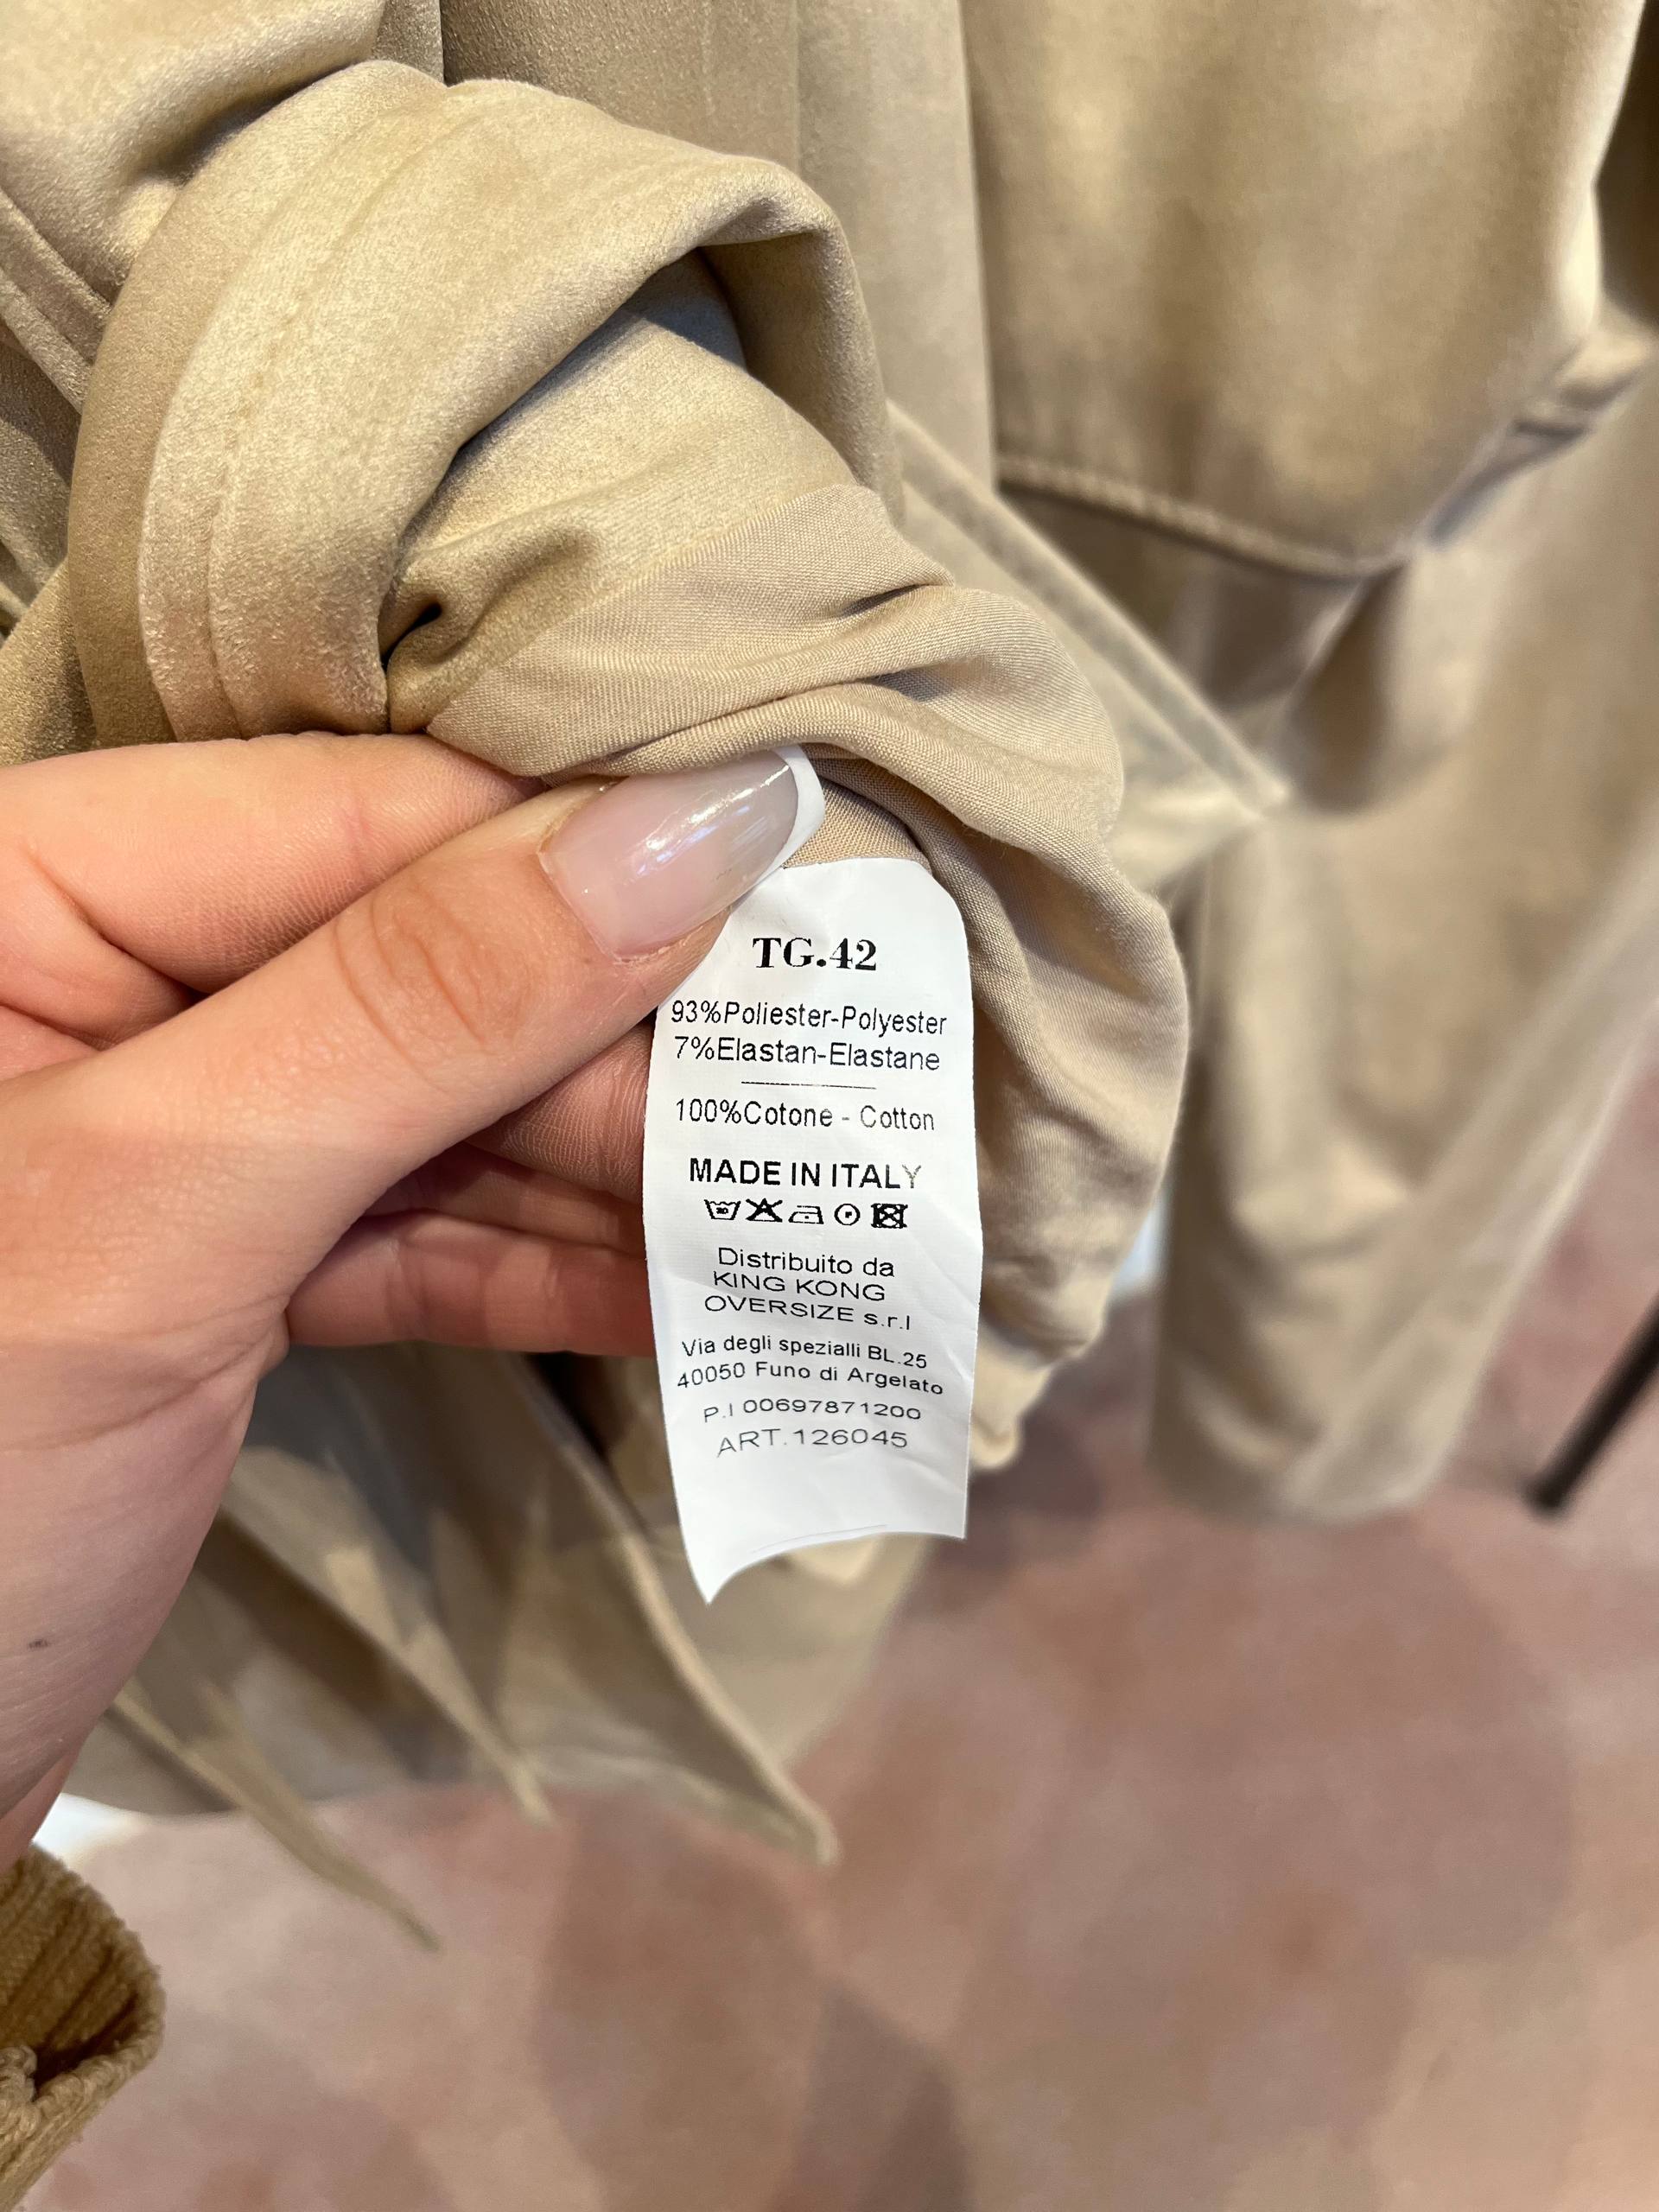 TG.42
93%Poliester-Polyester
7%Elastan-Elastane
100%Cotone - Cotton
MADE IN ITALY
30
Distribuito da
KING KONG
OVERSIZE s.r.l
Via degli spezialli BL.25
40050 Funo di Argelato
P.I 00697871200
ART.126045